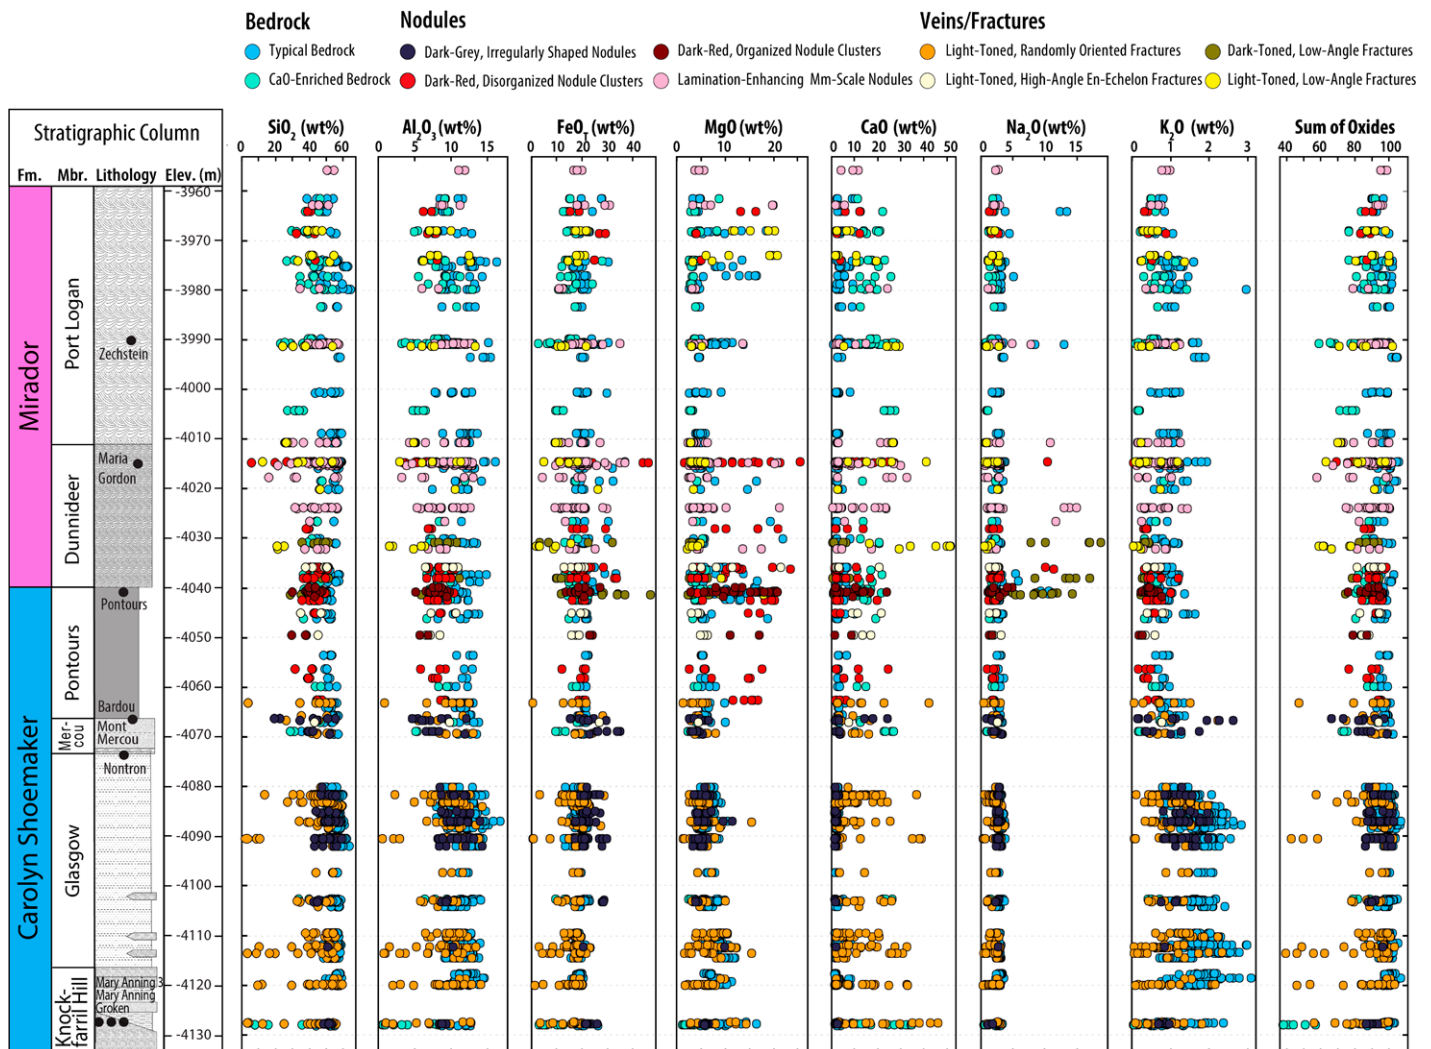 Bedrock Nodules Veins/Fractures
Typical Bedrock Dark-Grey, Irregularly Shaped Nodules Dark-Red, Organized Nodule Clusters Light-Toned, Randomly Oriented Fractures Dark-Toned, Low-Angle Fractures
CaO-Enriched Bedrock Dark-Red, Disorganized Nodule Clusters Lamination-Enhancing Mm-Scale Nodules Light-Toned, High-Angle En-Echelon Fractures Light-Toned, Low-Angle Fractures
Stratigraphic Column SiO₂ (wt%) Al₂O₃ (wt%) FeO_T (wt%) MgO (wt%) CaO (wt%) Na₂O (wt%) K₂O (wt%) Sum of Oxides
0 20 40 60 0 5 10 15 0 10 20 30 40 0 5 10 15 20 0 10 20 30 40 50 0 5 10 15 0 1 2 3 40 60 80 100
Fm. Mbr. Lithology Elev. (m)
-3960
-3970
-3980
-3990
Zechstein
-4000
-4010
Mirador
Port Logan
Maria
Gordon
-4020
Dunnideer
-4030
-4040
Pontours
-4050
Pontours
-4060
Bardou
Mont
Mercou
Mer-
cou
-4070
Nontron
-4080
-4090
Carolyn Shoemaker
Glasgow
-4100
-4110
Mary Anning 3
-4120
Mary Anning
Groken
Knock-
farril Hill
-4130